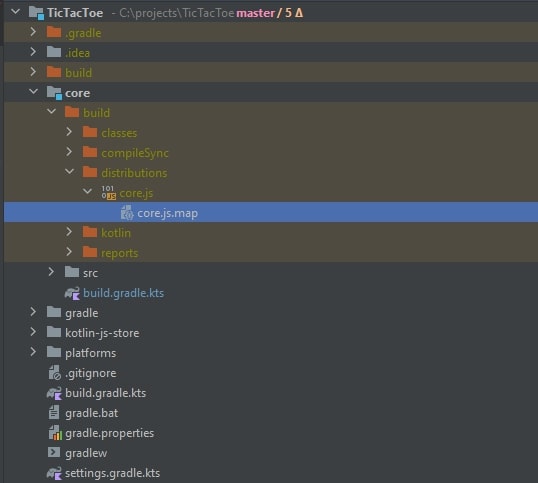 TicTacToe - C:\projects\TicTacToe master / 5 Δ
.gradle
.idea
build
core
build
classes
compileSync
distributions
core.js
core.js.map
kotlin
reports
src
build.gradle.kts
gradle
kotlin-js-store
platforms
.gitignore
build.gradle.kts
gradle.bat
gradle.properties
gradlew
settings.gradle.kts